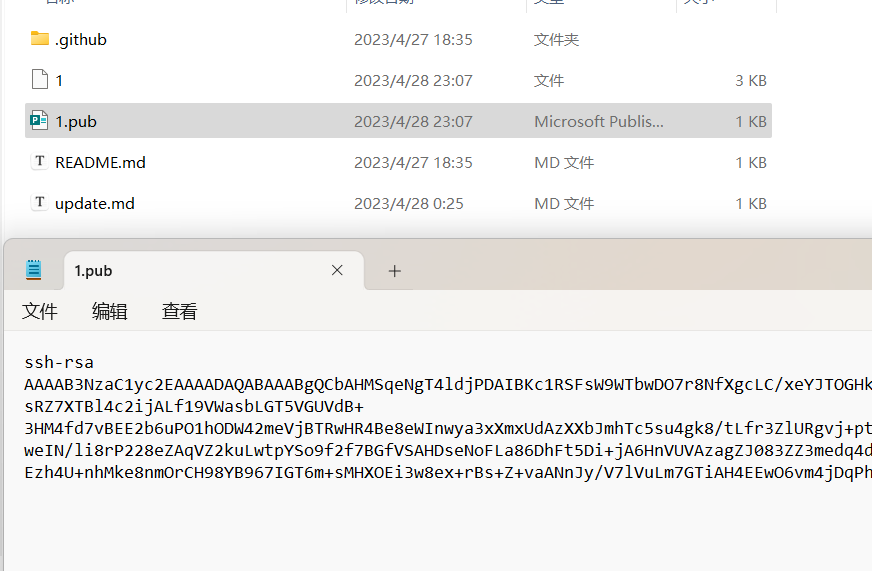 .github 2023/4/27 18:35 文件夹
1 2023/4/28 23:07 文件 3 KB
1.pub 2023/4/28 23:07 Microsoft Publis... 1 KB
README.md 2023/4/27 18:35 MD 文件 1 KB
update.md 2023/4/28 0:25 MD 文件 1 KB
1.pub
文件 编辑 查看
ssh-rsa
AAAAB3NzaC1yc2EAAAADAQABAAABgQCbAHMSqeNgT4ldjPDAIBKc1RSFsW9WTbwDO7r8NfXgcLC/xeYJTOGHk
sRZ7XTBl4c2ijALf19VWasbLGT5VGUVdB+
3HM4fd7vBEE2b6uPO1hODW42meVjBTRwHR4Be8eWInwya3xXmxUdAzXXbJmhTc5su4gk8/tLfr3ZlURgvj+pt
weIN/li8rP228eZAqVZ2kuLwtpYSo9f2f7BGfVSAHDseNoFLa86DhFt5Di+jA6HnVUVAzagZJ083ZZ3medq4d
Ezh4U+nhMke8nmOrCH98YB967IGT6m+sMHXOEi3w8ex+rBs+Z+vaANnJy/V7lVuLm7GTiAH4EEwO6vm4jDqPh